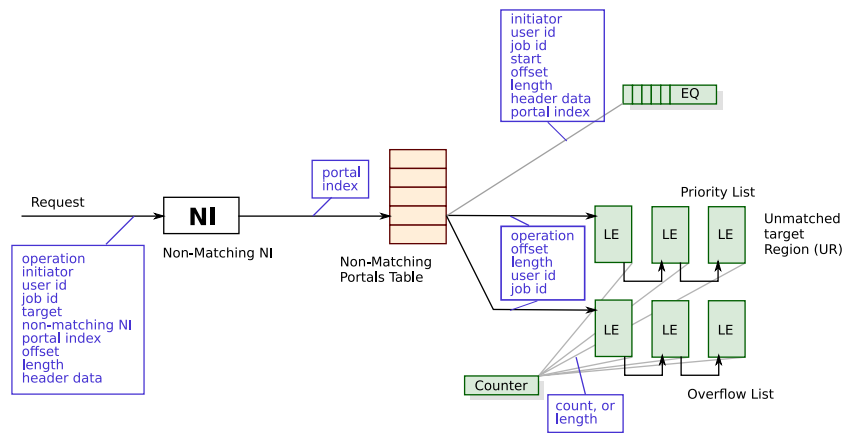 initiator
user id
job id
start
offset
length
header data
portal index
EQ
Request
NI
Non-Matching NI
operation
initiator
user id
job id
target
non-matching NI
portal index
offset
length
header data
portal
index
Non-Matching
Portals Table
operation
offset
length
user id
job id
Priority List
LE
LE
LE
Unmatched
target
Region (UR)
LE
LE
LE
Overflow List
Counter
count, or
length